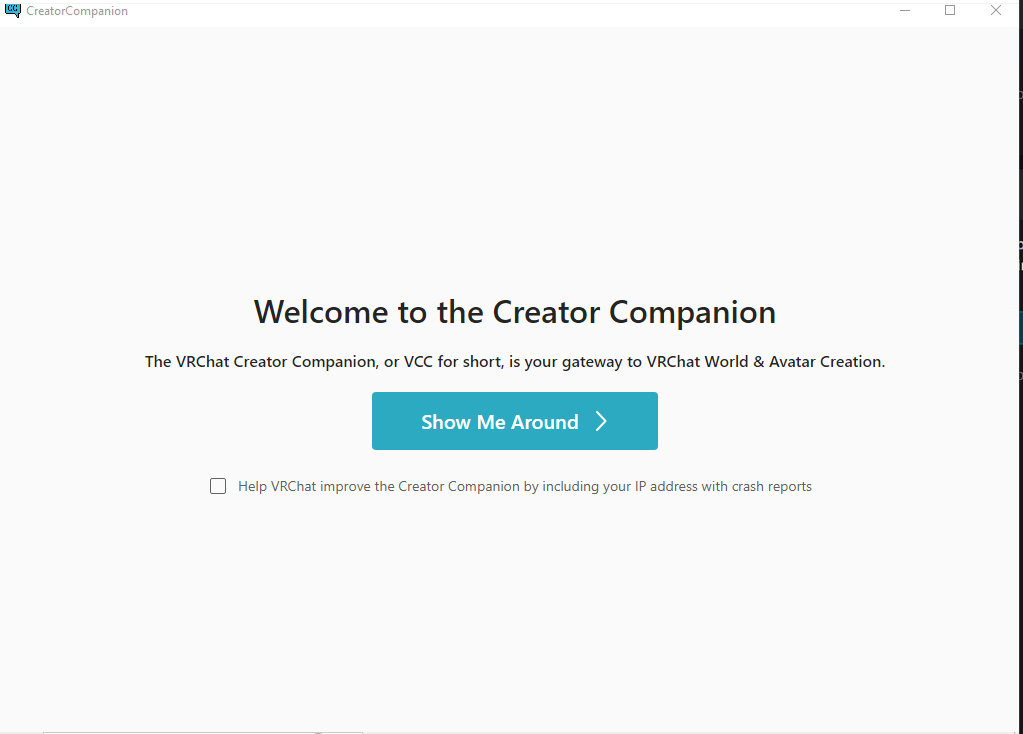 CreatorCompanion
Welcome to the Creator Companion
The VRChat Creator Companion, or VCC for short, is your gateway to VRChat World & Avatar Creation.
Show Me Around
Help VRChat improve the Creator Companion by including your IP address with crash reports